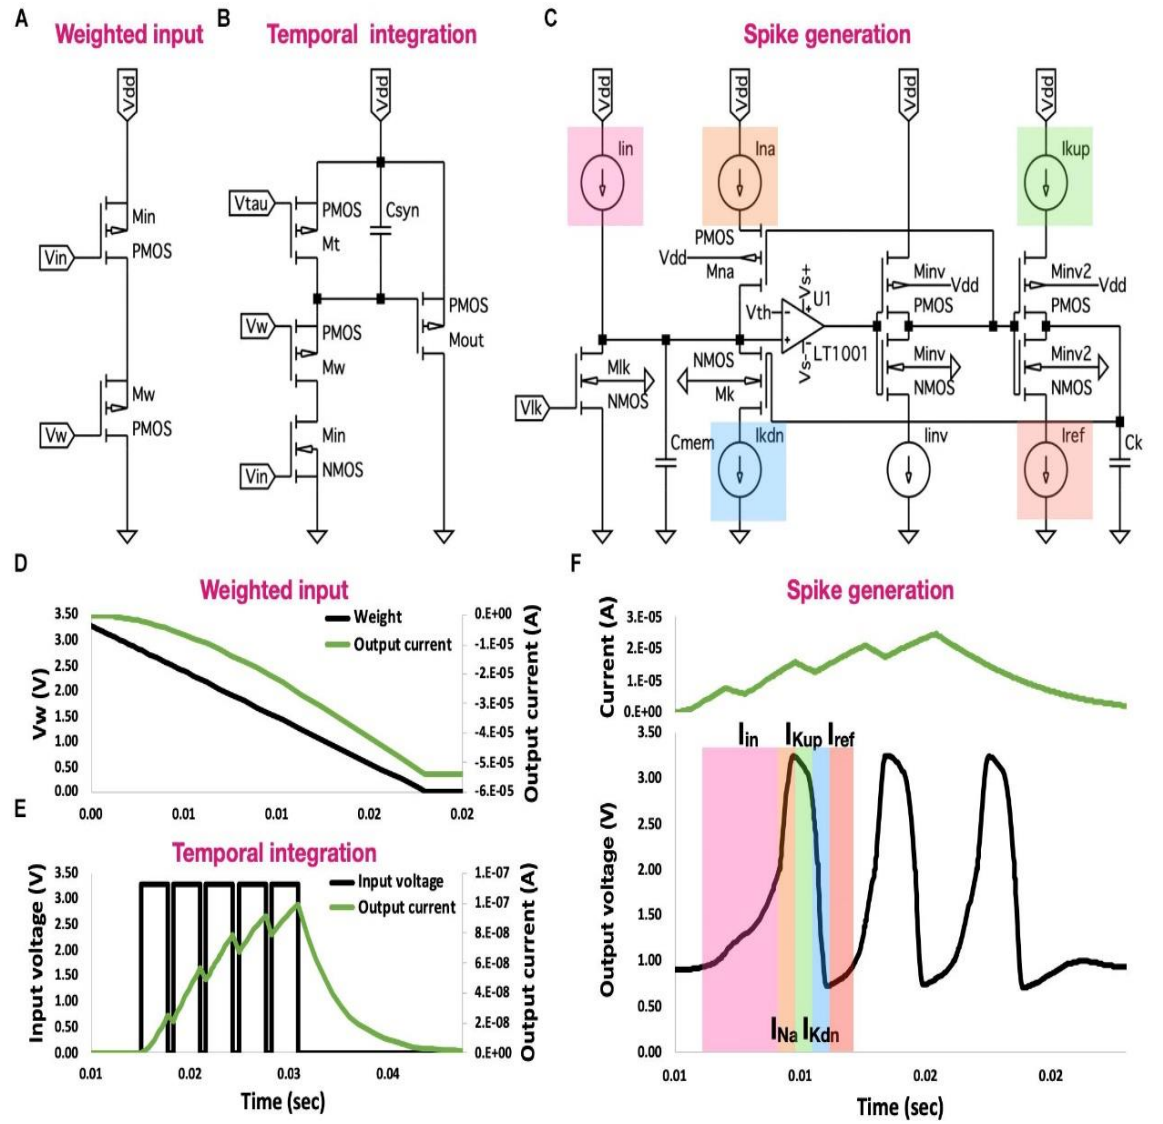 A
Weighted input
Vdd
Min
Vin
PMOS
Mw
Vw
PMOS
B
Temporal integration
Vdd
Vtau
PMOS
Mt
Csyn
Vw
PMOS
Mw
PMOS
Mout
Min
Vin
NMOS
C
Spike generation
Vdd
Vdd
Vdd
Vdd
Iin
Ina
Ikup
PMOS
Vdd
Mna
Vs+
U1
Vth
-
+
+
-
LT1001
Vs-
Minv
Vdd
PMOS
Minv2
Vdd
PMOS
Mlk
NMOS
Vlk
NMOS
Mk
Minv
NMOS
Minv2
NMOS
Cmem
Ikdn
Iinv
Iref
Ck
D
Weighted input
3.50
3.00
2.50
2.00
1.50
1.00
0.50
0.00
Vw (V)
Weight
Output current
0.E+00
-1.E-05
-2.E-05
-3.E-05
-4.E-05
-5.E-05
-6.E-05
Output current (A)
0.00 0.01 0.01 0.02 0.02
E
Temporal integration
3.50
3.00
2.50
2.00
1.50
1.00
0.50
0.00
Input voltage (V)
Input voltage
Output current
1.E-07
1.E-07
8.E-08
6.E-08
4.E-08
2.E-08
0.E+00
Output current (A)
0.01 0.02 0.03 0.04
Time (sec)
F
Spike generation
3.E-05
2.E-05
1.E-05
0.E+00
Current (A)
3.50
3.00
2.50
2.00
1.50
1.00
0.50
0.00
Output voltage (V)
Iin IKup Iref
INa IKdn
0.01 0.01 0.02 0.02
Time (sec)